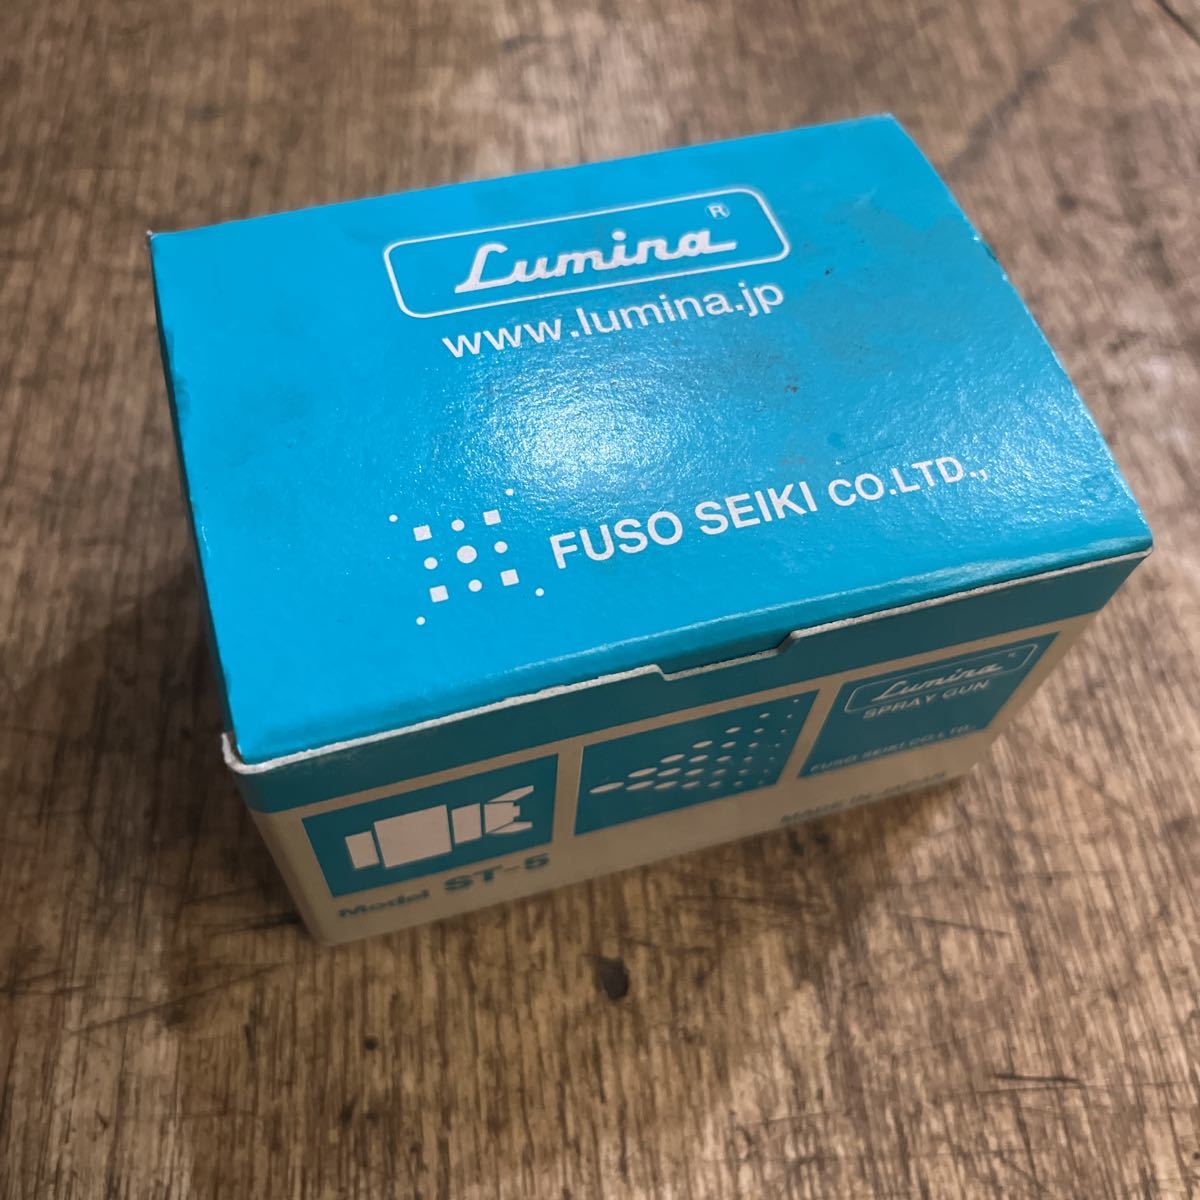 Lumina®
www.lumina.jp
FUSO SEIKI CO.LTD.,
Lumina®
SPRAY GUN
FUSO SEIKI CO.LTD.,
MADE IN JAPAN
Model ST-5